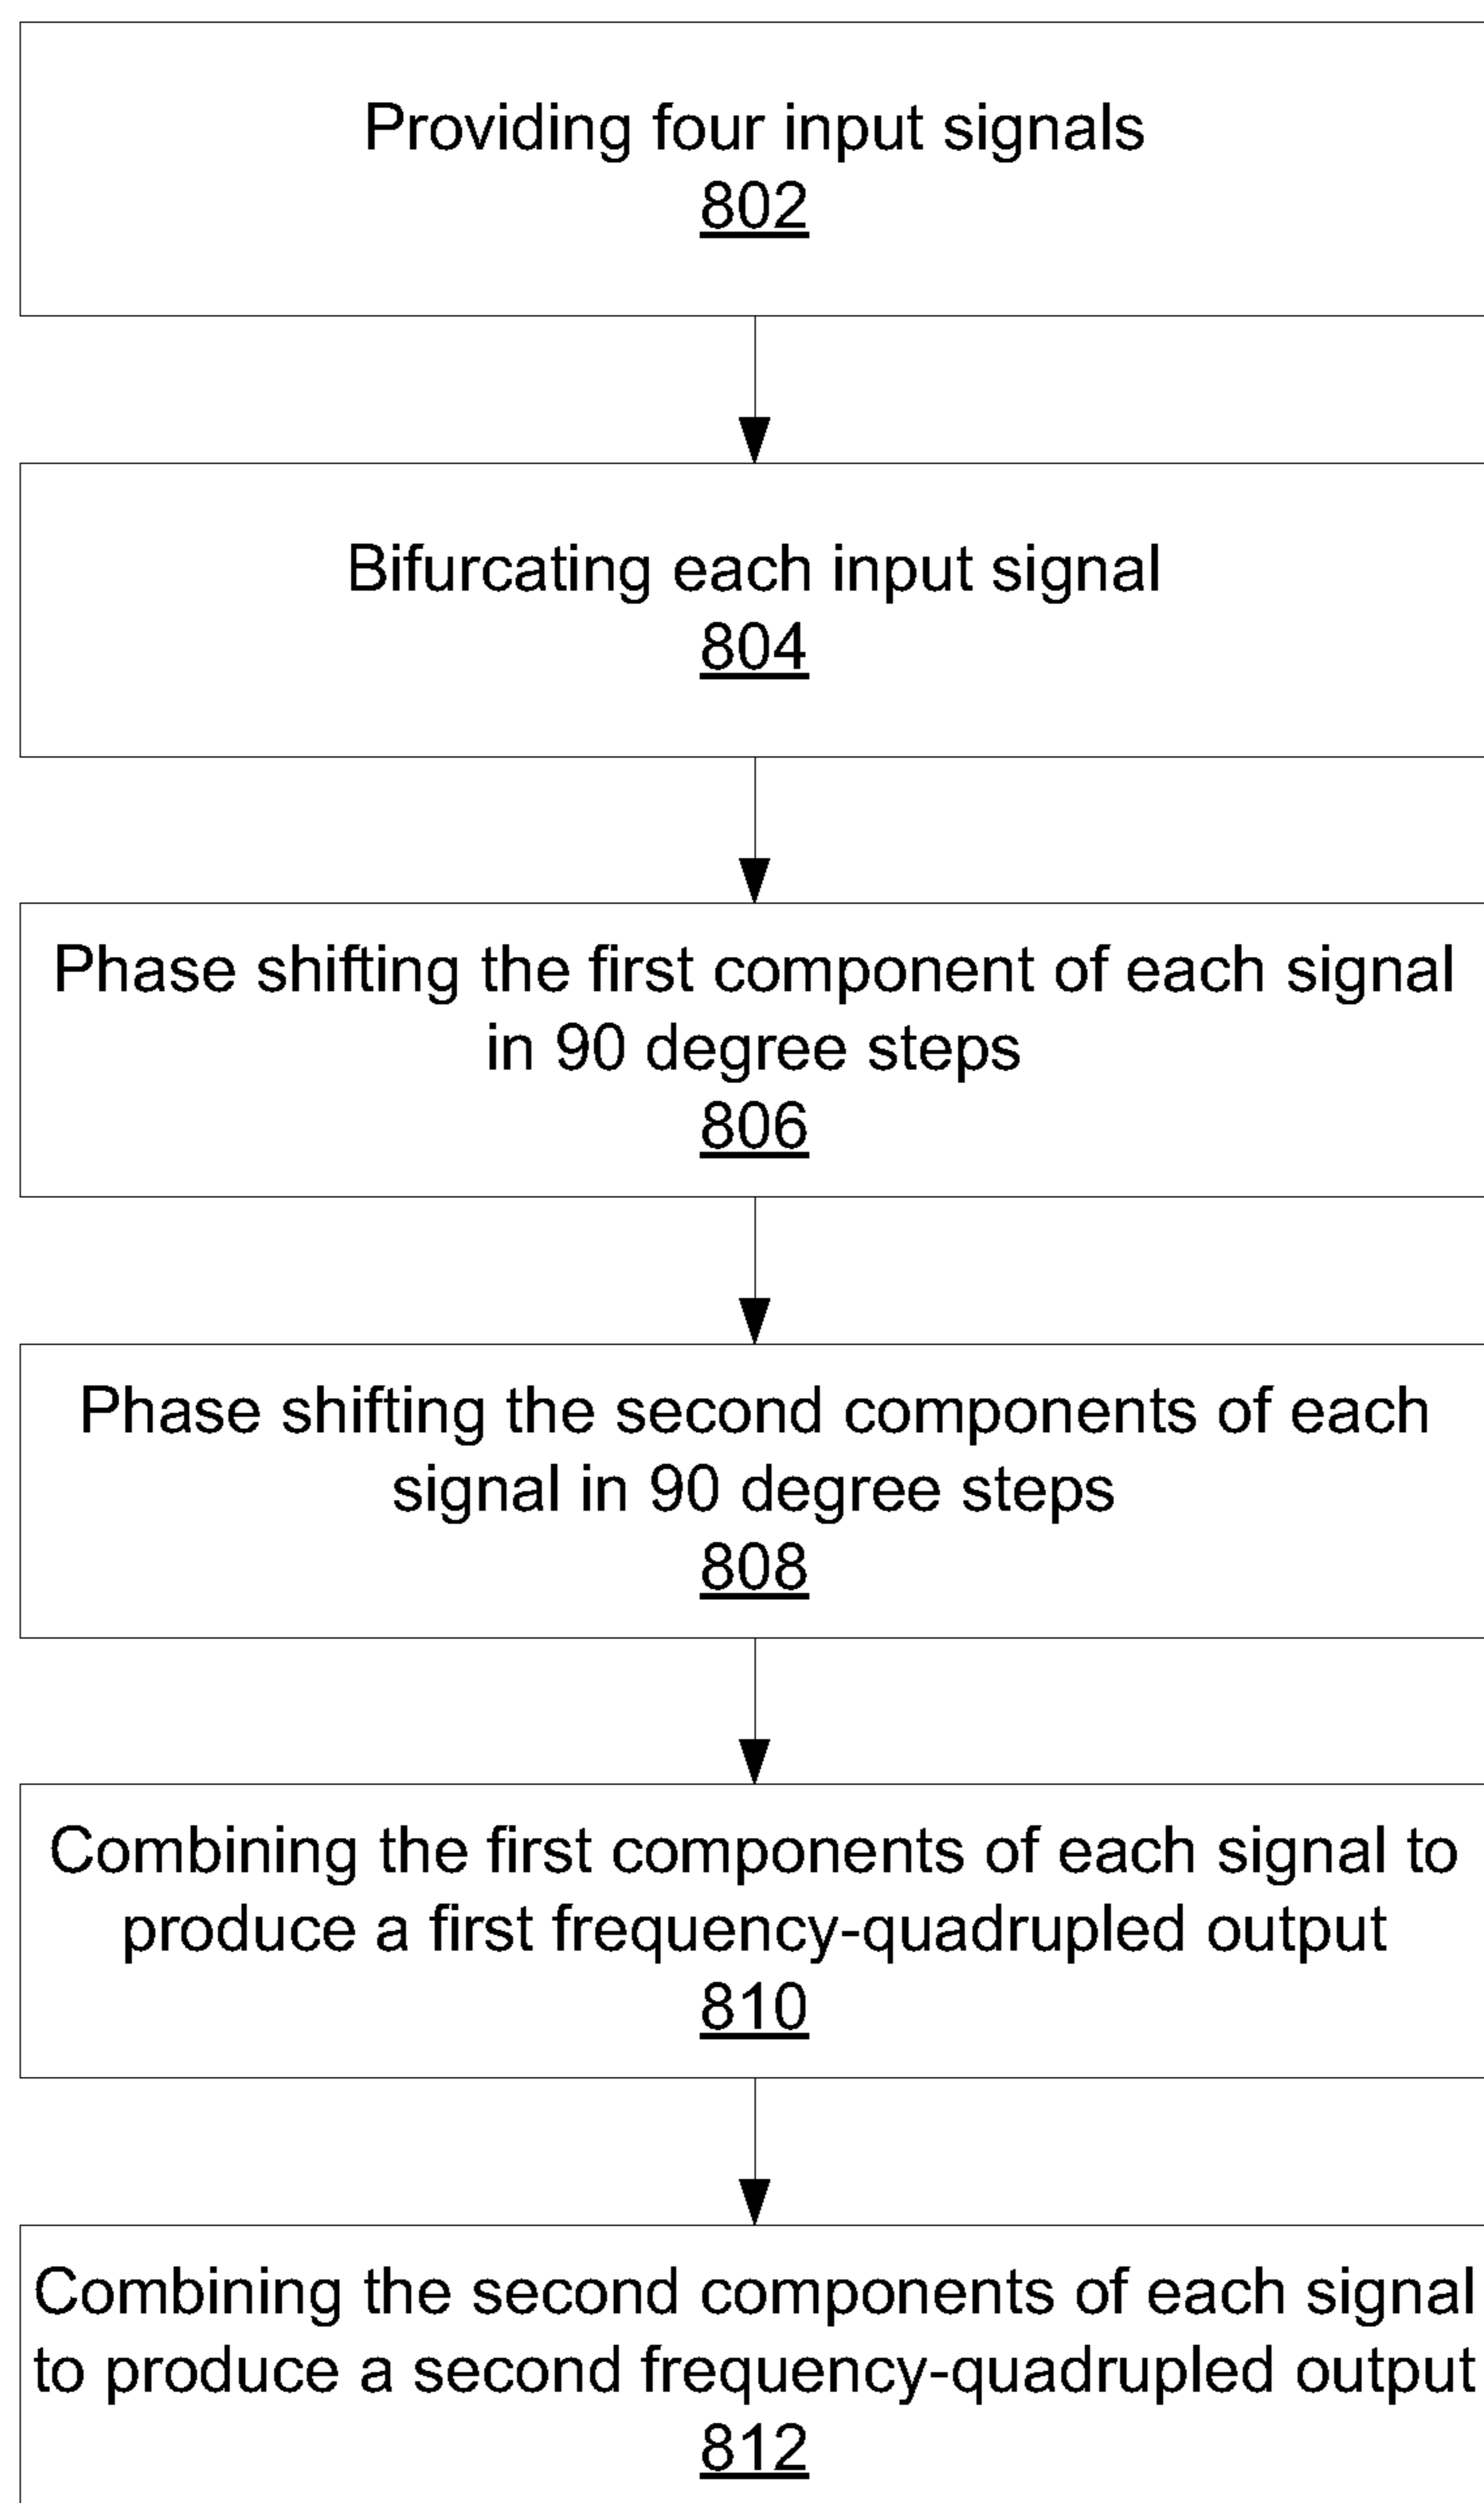 Providing four input signals
802
Bifurcating each input signal
804
Phase shifting the first component of each signal
in 90 degree steps
806
Phase shifting the second components of each
signal in 90 degree steps
808
Combining the first components of each signal to
produce a first frequency-quadrupled output
810
Combining the second components of each signal
to produce a second frequency-quadrupled output
812